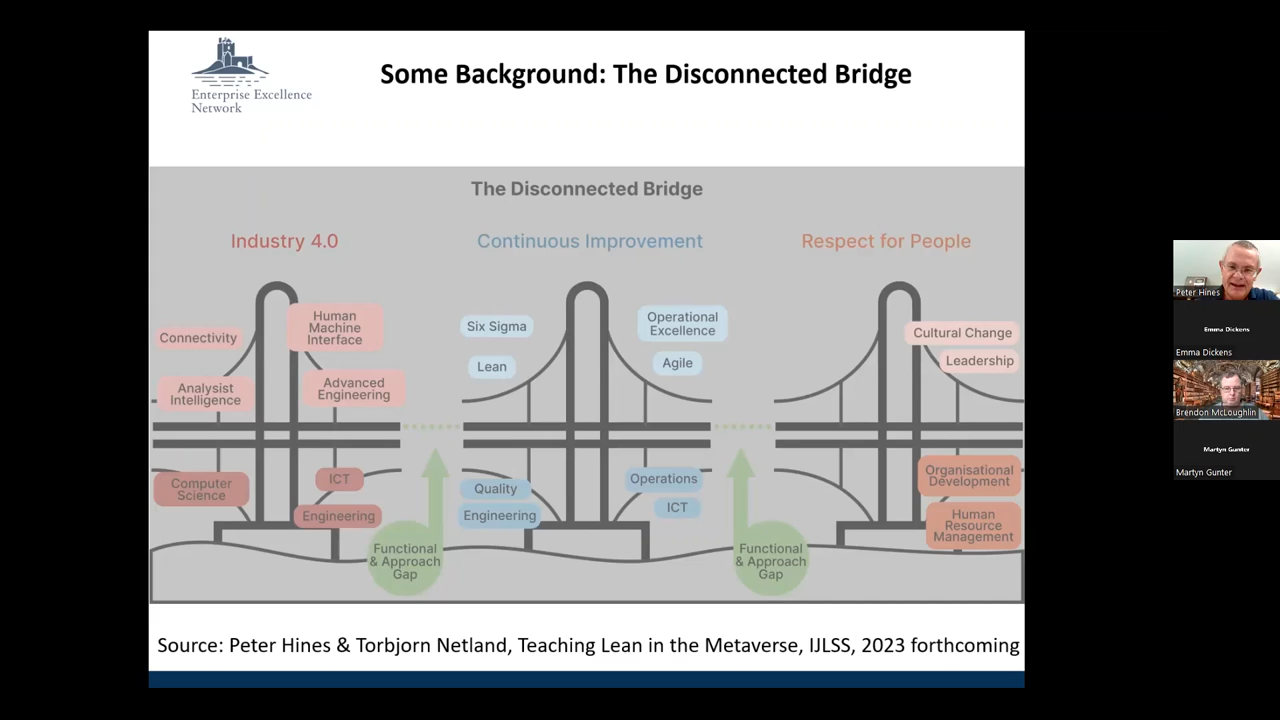 Enterprise Excellence
Network
Some Background: The Disconnected Bridge
The Disconnected Bridge
Industry 4.0
Continuous Improvement
Respect for People
Connectivity
Human
Machine
Interface
Analysist
Intelligence
Advanced
Engineering
Computer
Science
ICT
Engineering
Functional
& Approach
Gap
Six Sigma
Operational
Excellence
Lean
Agile
Quality
Operations
Engineering
ICT
Functional
& Approach
Gap
Cultural Change
Leadership
Organisational
Development
Human
Resource
Management
Source: Peter Hines & Torbjorn Netland, Teaching Lean in the Metaverse, IJLSS, 2023 forthcoming
Peter Hines
Emma Dickens
Emma Dickens
Brendon McLoughlin
Martyn Gunter
Martyn Gunter